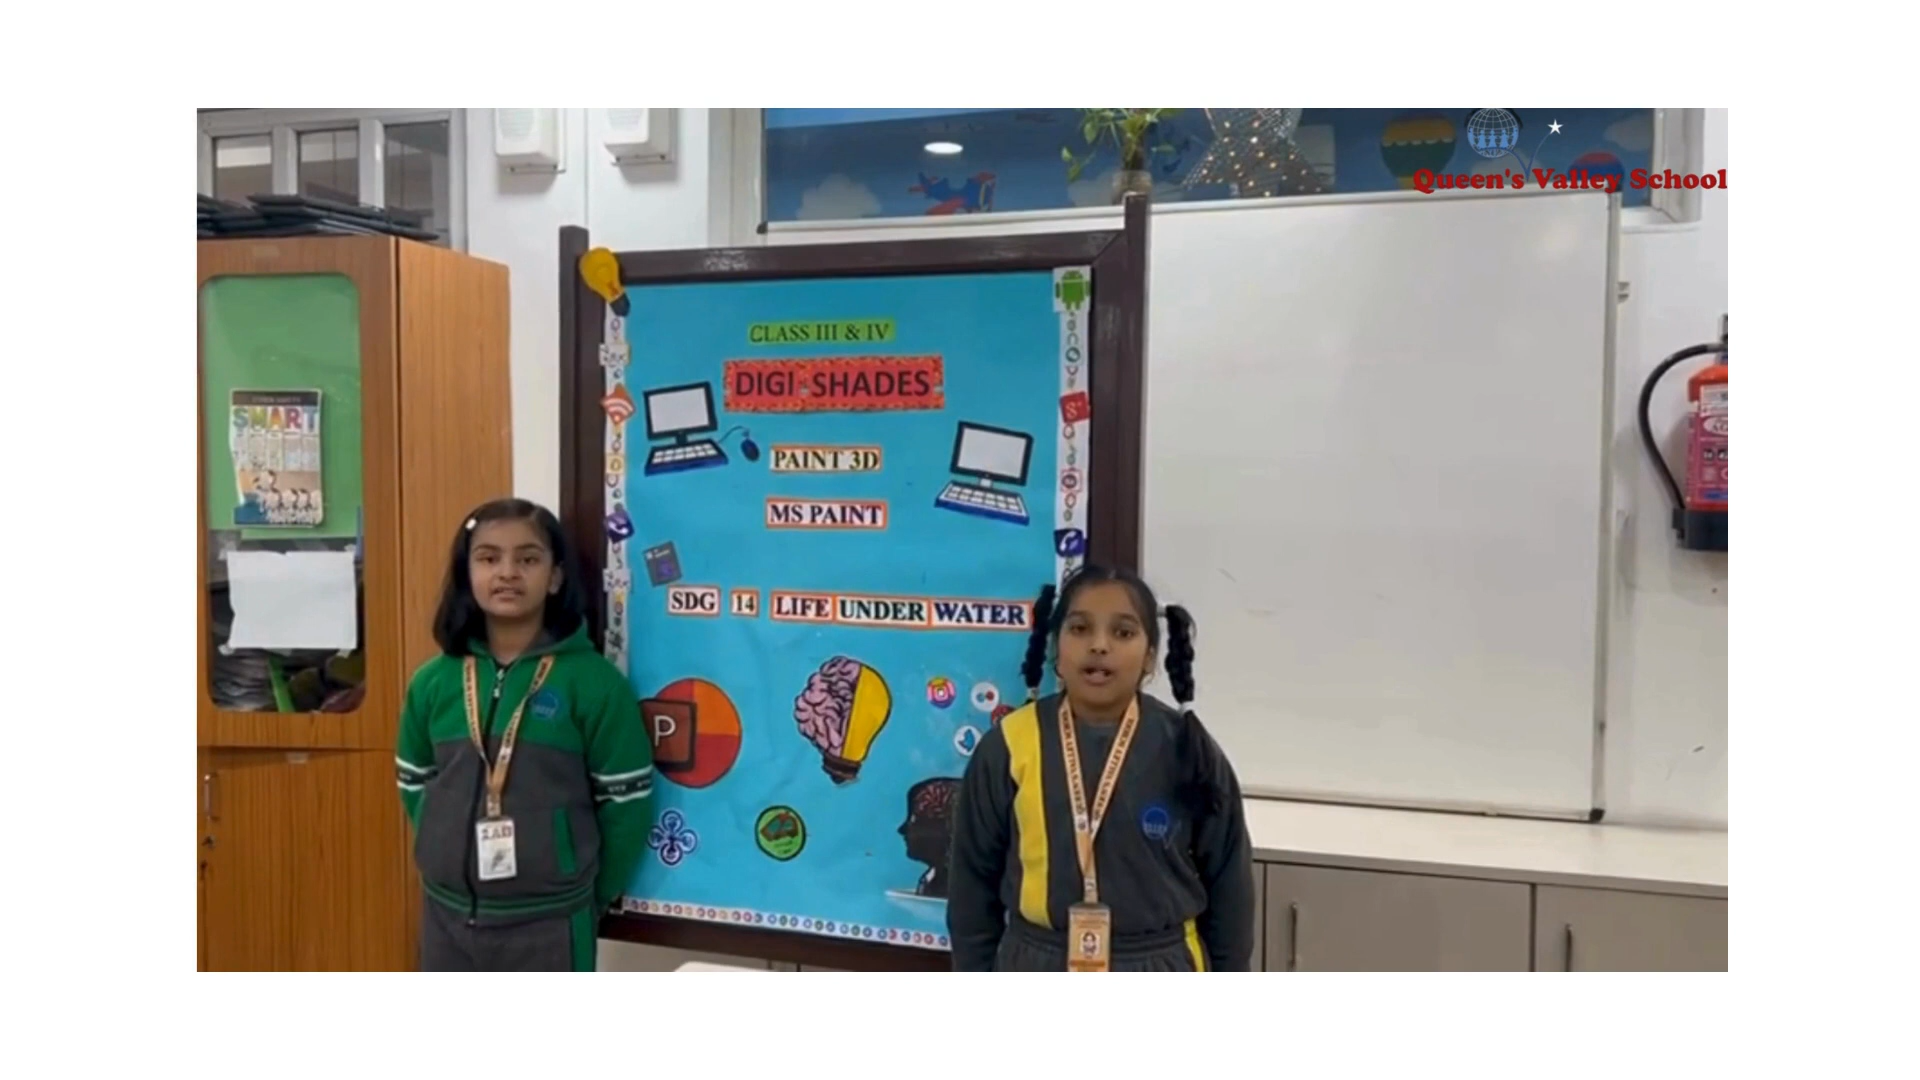 Queen's Valley School
CLASS III & IV
DIGI SHADES
PAINT 3D
MS PAINT
SDG 14 LIFE UNDER WATER
P
SMART